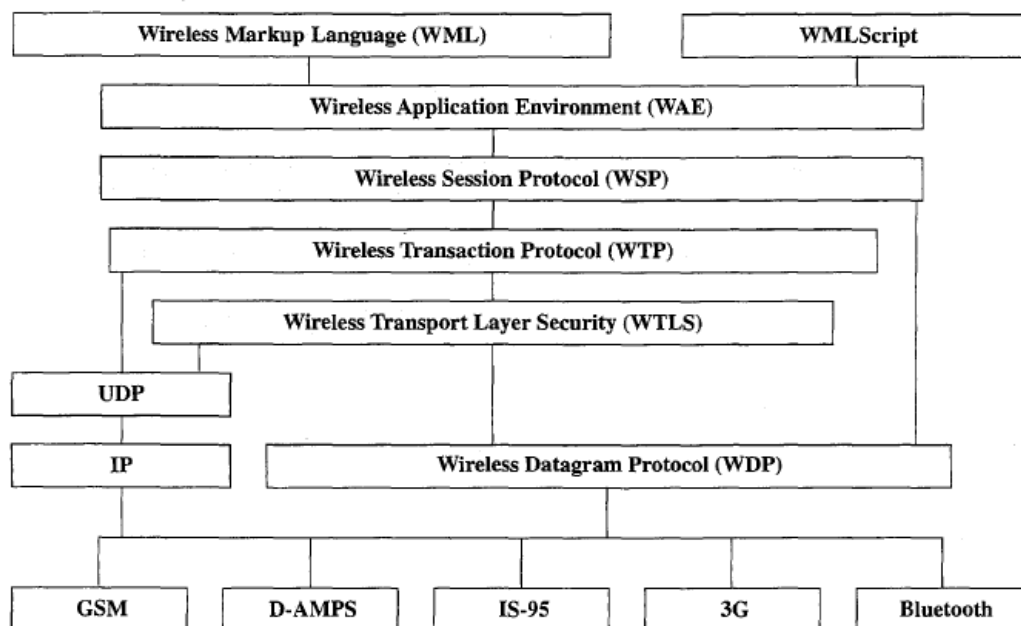 Wireless Markup Language (WML)
WMLScript
Wireless Application Environment (WAE)
Wireless Session Protocol (WSP)
Wireless Transaction Protocol (WTP)
Wireless Transport Layer Security (WTLS)
UDP
IP
Wireless Datagram Protocol (WDP)
GSM
D-AMPS
IS-95
3G
Bluetooth